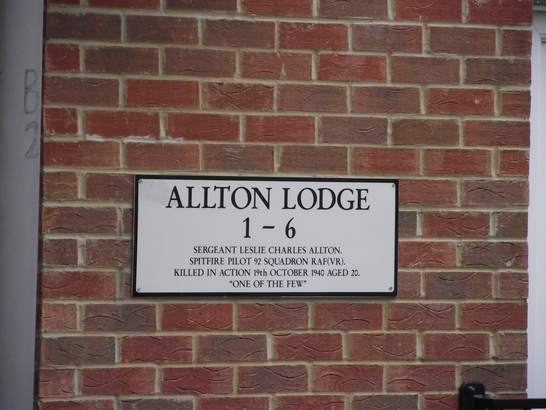 B
2
ALLTON LODGE
1 - 6
SERGEANT LESLIE CHARLES ALLTON.
SPITFIRE PILOT 92 SQUADRON RAF(VR).
KILLED IN ACTION 19th OCTOBER 1940 AGED 20.
"ONE OF THE FEW"